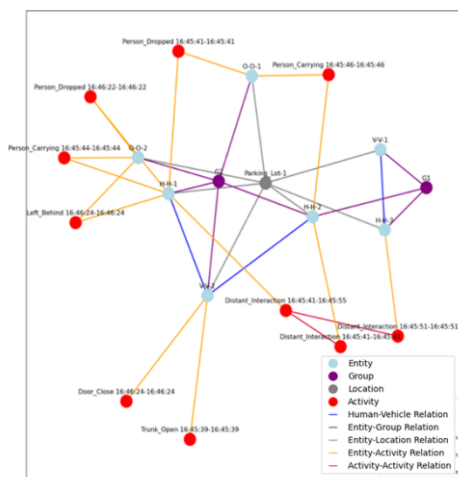 Person_Dropped 16:45:41-16:45:41
O-O-1
Person_Carrying 16:45:46-16:45:46
Person_Dropped 16:46:22-16:46:22
V-V-1
Person_Carrying 16:45:44-16:45:44
O-O-2
H-H-1
Parking_Lot-1
G1
Left_Behind 16:46:24-16:46:24
H-H-2
H-H-3
V-V-2
Distant_Interaction 16:45:41-16:45:55
Distant_Interaction 16:45:51-16:45:51
Distant_Interaction 16:45:41-16:45:
Door_Close 16:46:24-16:46:24
Trunk_Open 16:45:39-16:45:39
Entity
Group
Location
Activity
Human-Vehicle Relation
Entity-Group Relation
Entity-Location Relation
Entity-Activity Relation
Activity-Activity Relation